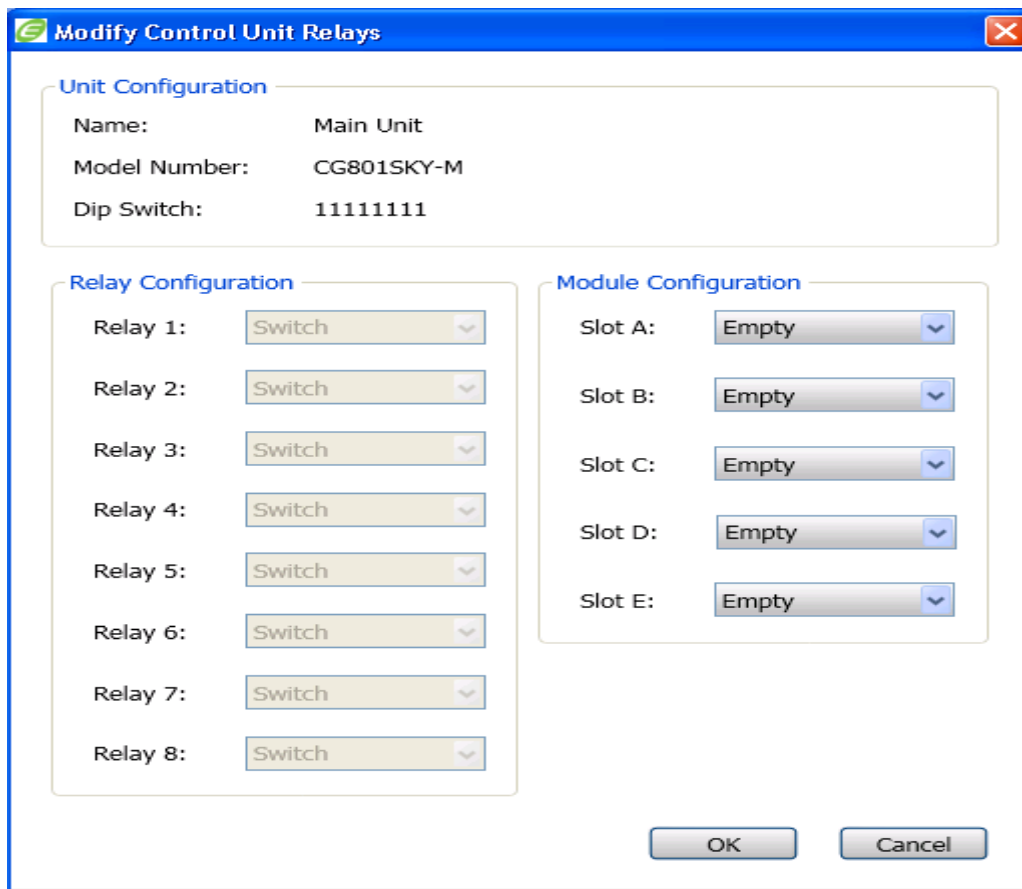 Modify Control Unit Relays
Unit Configuration
Name: Main Unit
Model Number: CG801SKY-M
Dip Switch: 11111111
Relay Configuration
Relay 1: Switch
Relay 2: Switch
Relay 3: Switch
Relay 4: Switch
Relay 5: Switch
Relay 6: Switch
Relay 7: Switch
Relay 8: Switch
Module Configuration
Slot A: Empty
Slot B: Empty
Slot C: Empty
Slot D: Empty
Slot E: Empty
OK Cancel